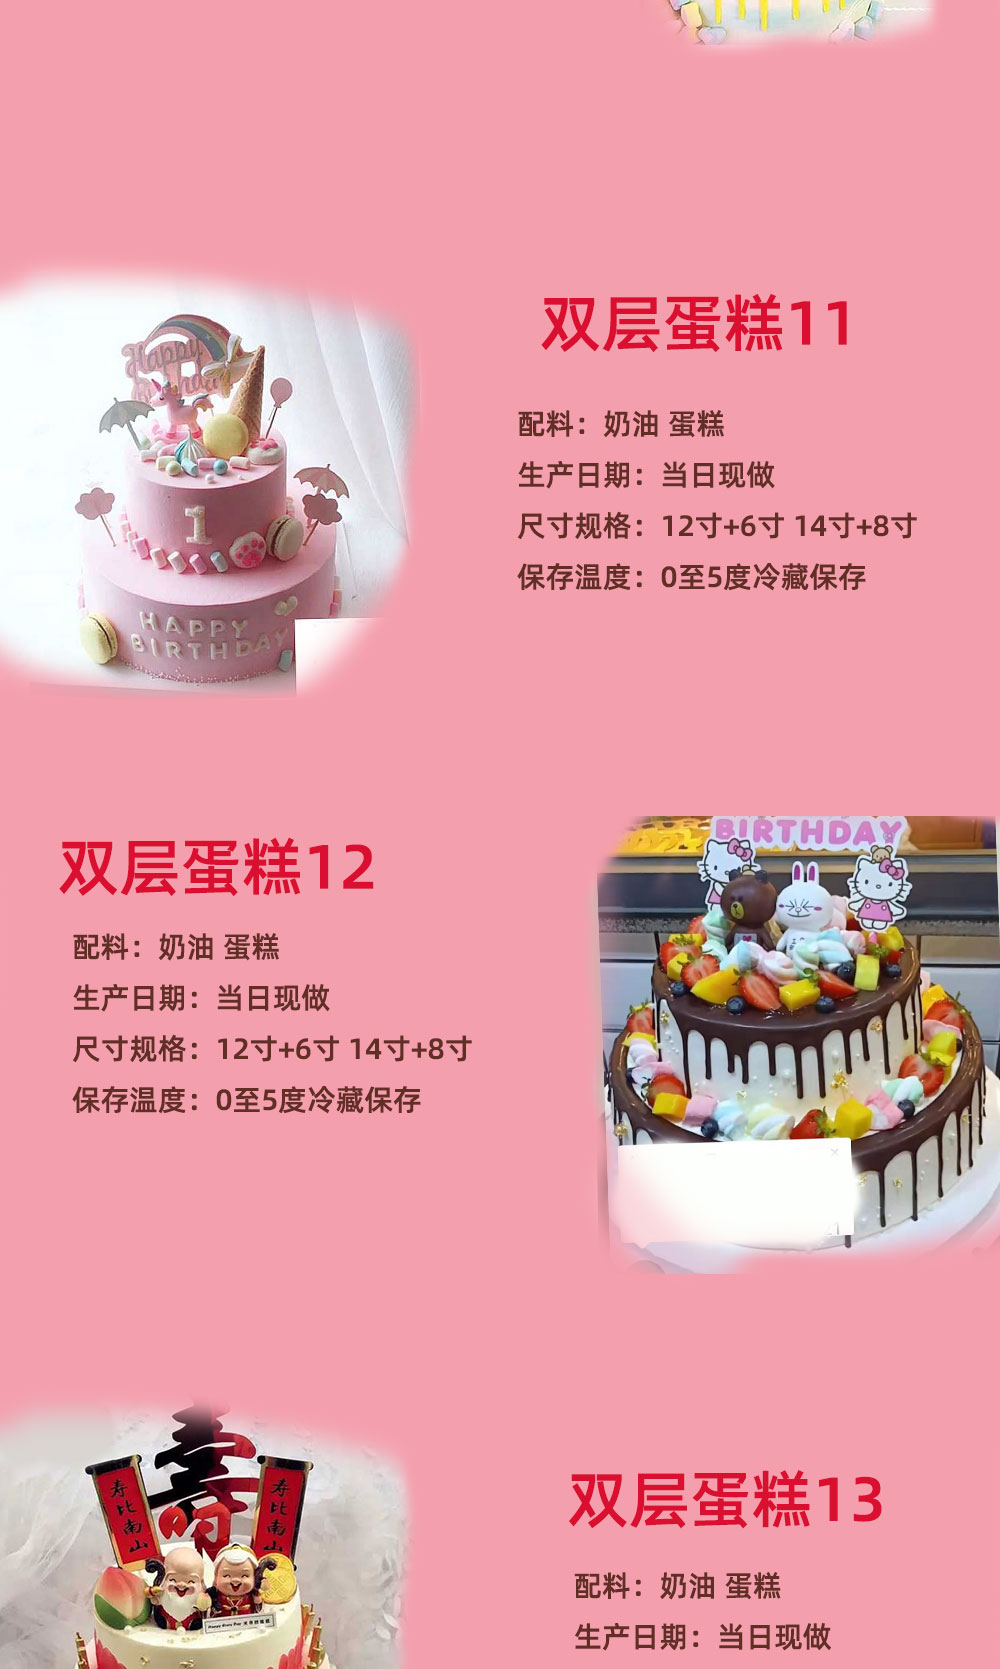 双层蛋糕11
配料：奶油 蛋糕
生产日期：当日现做
尺寸规格：12寸+6寸 14寸+8寸
保存温度：0至5度冷藏保存
Happy
1
HAPPY
BIRTHDAY
双层蛋糕12
配料：奶油 蛋糕
生产日期：当日现做
尺寸规格：12寸+6寸 14寸+8寸
保存温度：0至5度冷藏保存
BIRTHDAY
双层蛋糕13
配料：奶油 蛋糕
生产日期：当日现做
寿
寿比南山
寿比南山